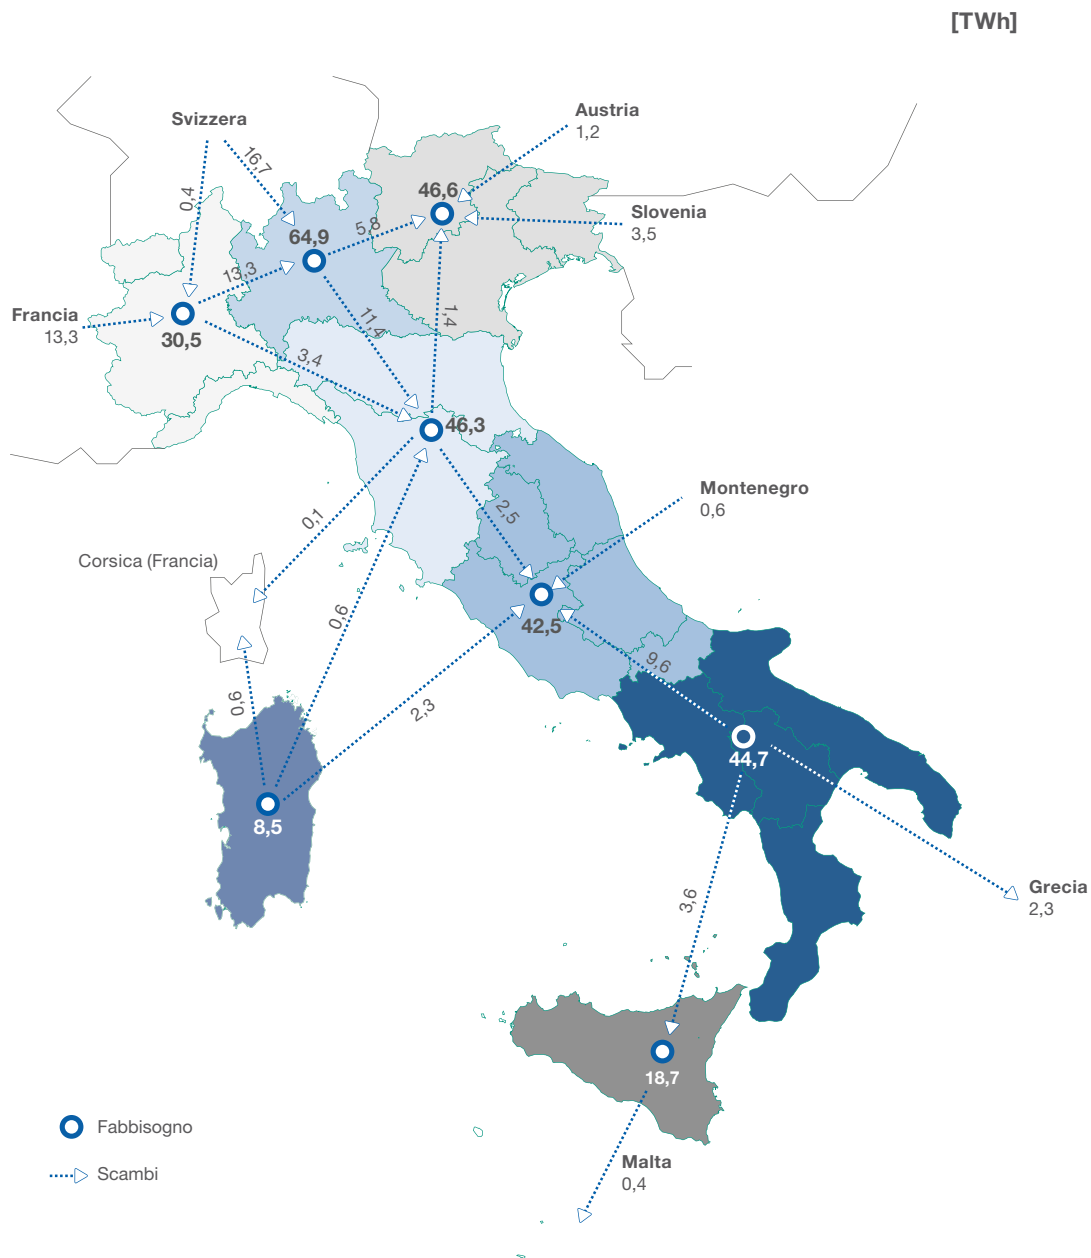 [TWh]
Austria
1,2
Svizzera
16,7
0,4
46,6
Slovenia
3,5
5,8
64,9
13,3
Francia
13,3
30,5
11,4
1,4
3,4
46,3
Montenegro
0,6
2,5
0,1
Corsica (Francia)
0,6
42,5
9,6
0,6
2,3
44,7
8,5
Grecia
2,3
3,6
18,7
Fabbisogno
Malta
0,4
Scambi